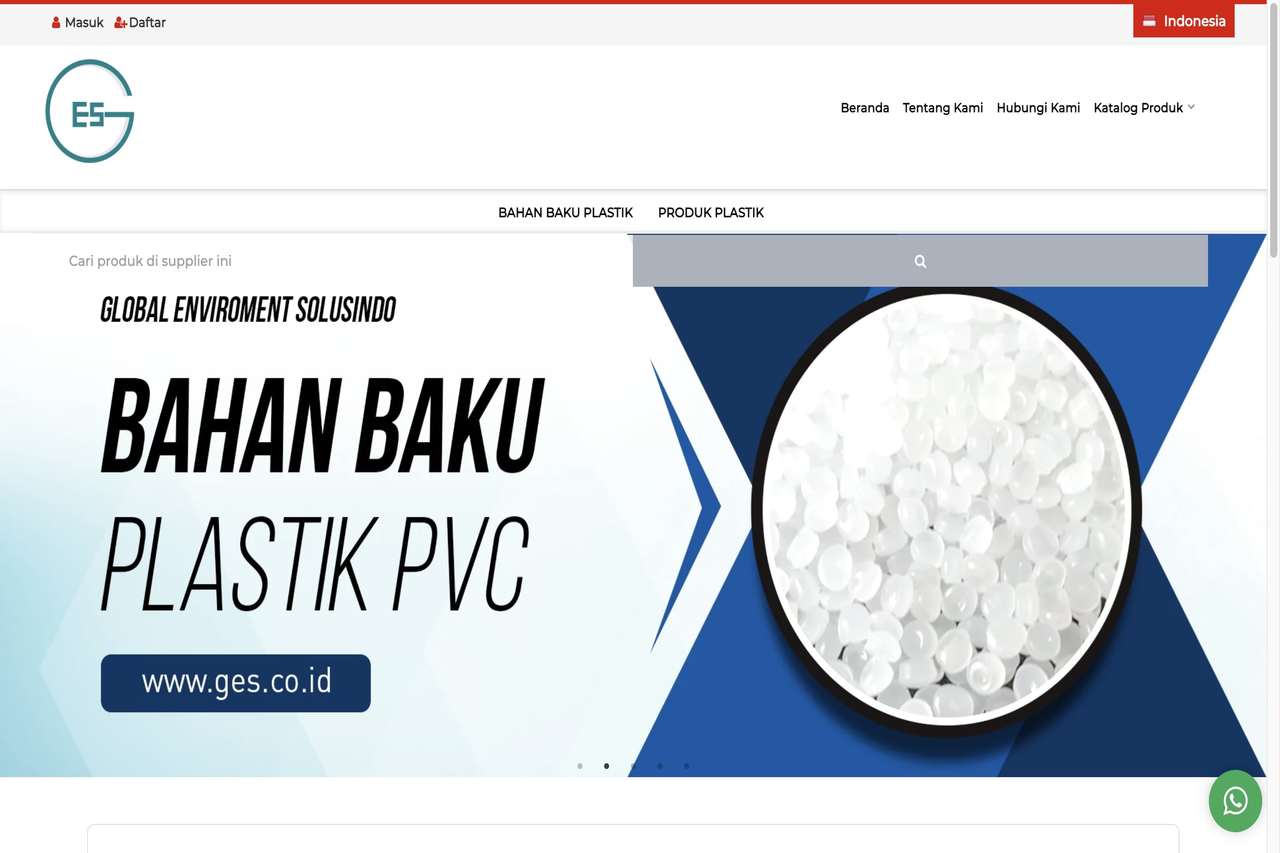 Masuk Daftar
Indonesia
ES
Beranda Tentang Kami Hubungi Kami Katalog Produk
BAHAN BAKU PLASTIK PRODUK PLASTIK
Cari produk di supplier ini
GLOBAL ENVIROMENT SOLUSINDO
BAHAN BAKU
PLASTIK PVC
www.ges.co.id